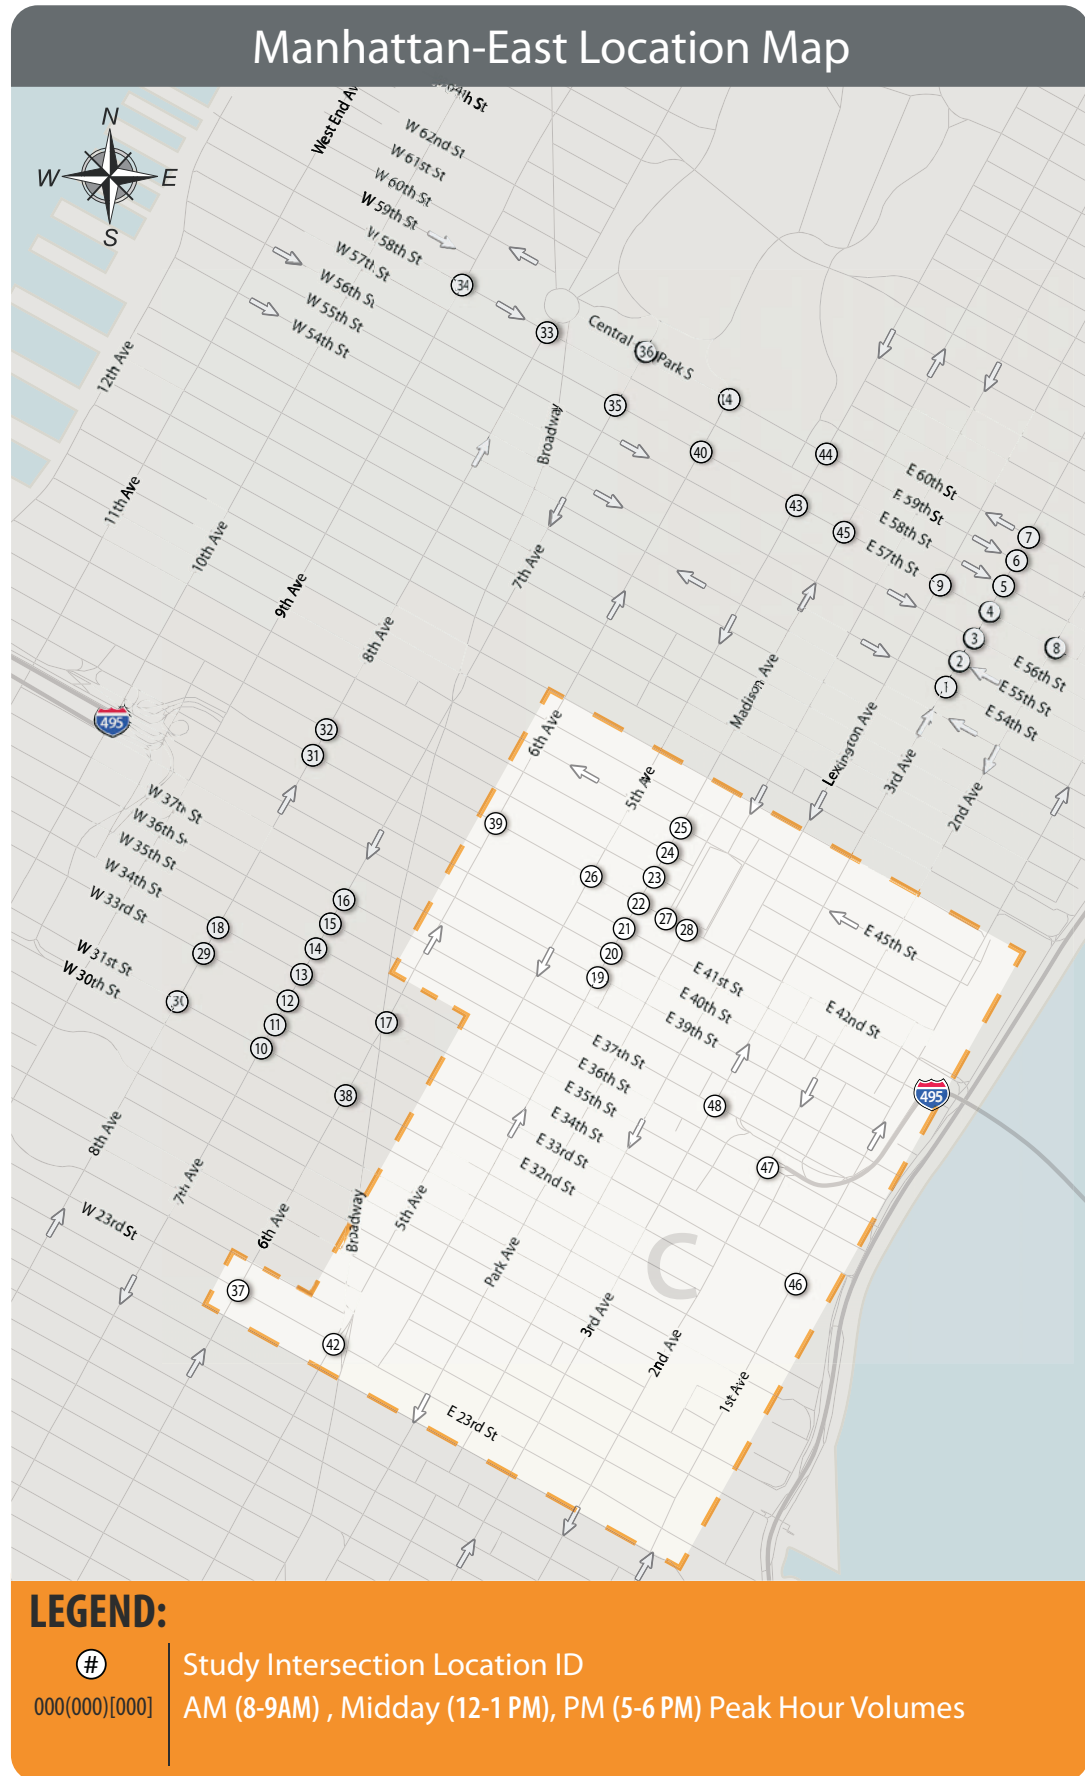 Manhattan-East Location Map
West End Av
h St
N
W E
S
W 62nd St
W 61st St
W 60th St
W 59th St
W 58th St
W 57th St
W 56th St
W 55th St
W 54th St
34
33
Central Park S
36
35
40
44
43
45
12th Ave
11th Ave
10th Ave
9th Ave
8th Ave
Broadway
7th Ave
E 60th St
E 59th St
E 58th St
E 57th St
7
6
5
9
4
3
8
2
1
E 56th St
E 55th St
E 54th St
Madison Ave
Lexington Ave
3rd Ave
2nd Ave
495
32
31
6th Ave
5th Ave
39
25
24
26
23
22
27
28
21
20
19
W 37th St
W 36th St
W 35th St
W 34th St
W 33rd St
W 31st St
W 30th St
16
15
18
14
29
13
12
11
10
17
38
E 45th St
E 42nd St
E 41st St
E 40th St
E 39th St
E 37th St
E 36th St
E 35th St
E 34th St
E 33rd St
E 32nd St
495
48
47
46
C
8th Ave
7th Ave
6th Ave
Broadway
5th Ave
Park Ave
3rd Ave
2nd Ave
1st Ave
W 23rd St
37
42
E 23rd St
LEGEND:
# Study Intersection Location ID
000(000)[000] AM (8-9AM) , Midday (12-1 PM), PM (5-6 PM) Peak Hour Volumes